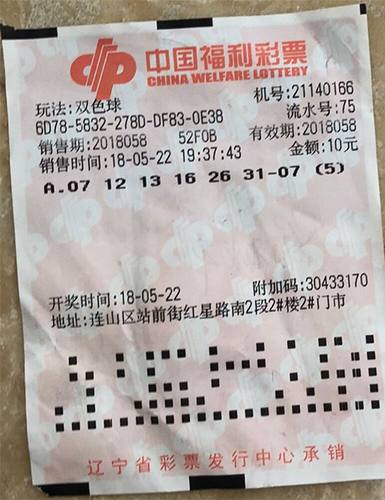 中国福利彩票
CHINA WELFARE LOTTERY
玩法:双色球 机号:21140166
6D78-5832-278D-DF83-0E38 流水号:75
销售期:2018058 52F0B 有效期:2018058
销售时间:18-05-22 19:37:43 金额:10元
A.07 12 13 16 26 31-07 (5)
开奖时间:18-05-22 附加码:30433170
地址:连山区站前街红星路南2段2#楼2#门市
辽宁省彩票发行中心承销